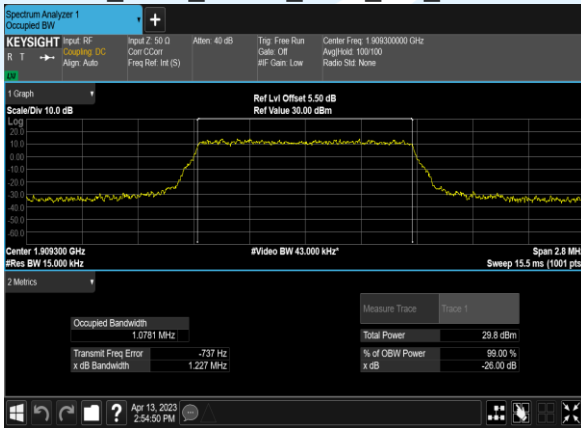 Spectrum Analyzer 1
Occupied BW
KEYSIGHT Input: RF Input Z: 50 Ω Atten: 40 dB Trig: Free Run Center Freq: 1.909300000 GHz
R T Coupling: DC Corr CCorr Gate: Off Avg|Hold: 100/100
Align: Auto Freq Ref: Int (S) #IF Gain: Low Radio Std: None
1 Graph
Ref Lvl Offset 5.50 dB
Scale/Div 10.0 dB Ref Value 30.00 dBm
Log
20.0
10.0
0.00
-10.0
-20.0
-30.0
-40.0
-50.0
-60.0
Center 1.909300 GHz #Video BW 43.000 kHz* Span 2.8 MH
#Res BW 15.000 kHz Sweep 15.5 ms (1001 pts
2 Metrics
Measure Trace Trace 1
Occupied Bandwidth
1.0781 MHz Total Power 29.8 dBm
Transmit Freq Error -737 Hz % of OBW Power 99.00 %
x dB Bandwidth 1.227 MHz x dB -26.00 dB
Apr 13, 2023
2:54:50 PM